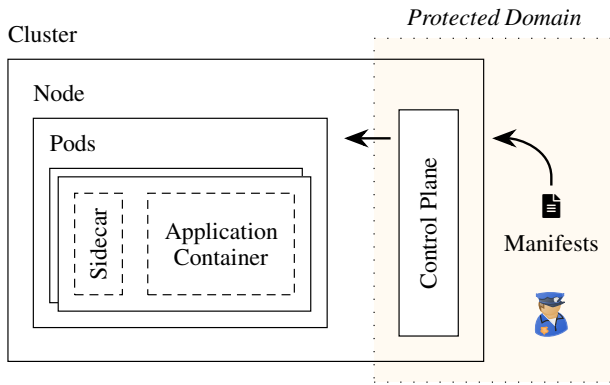 Protected Domain
Cluster
Node
Pods
Sidecar
Application
Container
Control Plane
Manifests